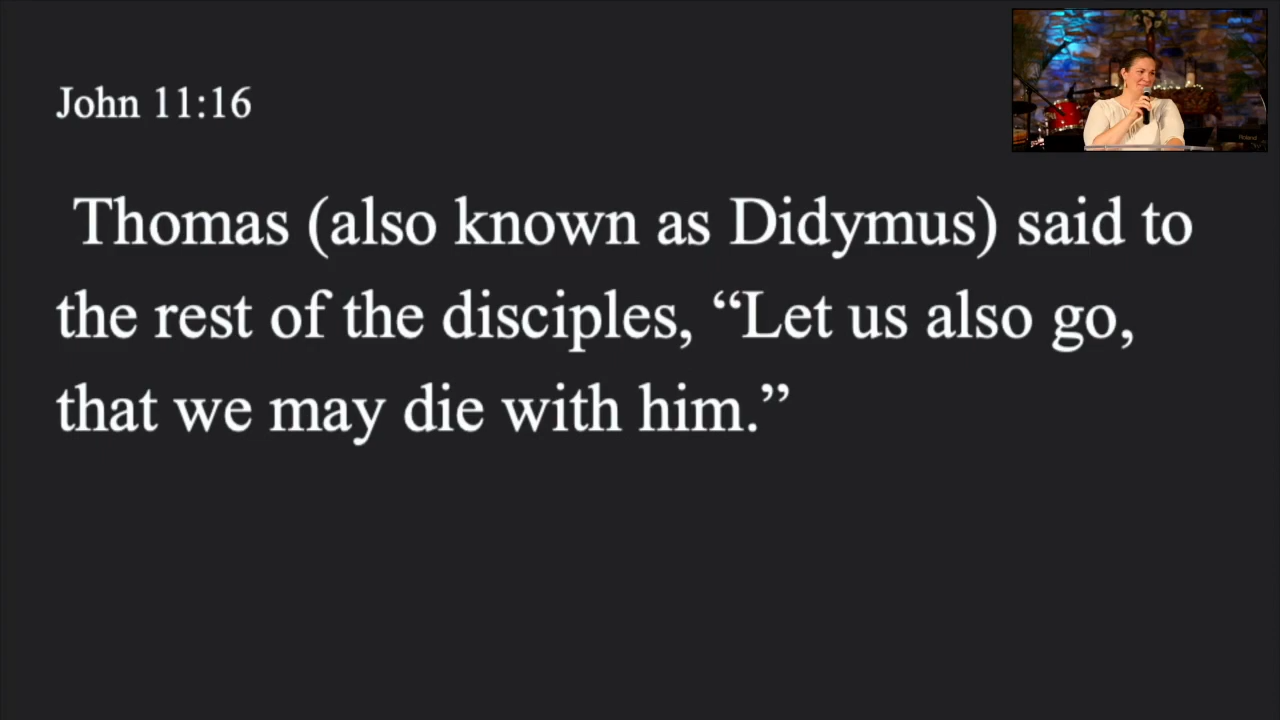 John 11:16
Thomas (also known as Didymus) said to
the rest of the disciples, “Let us also go,
that we may die with him.”